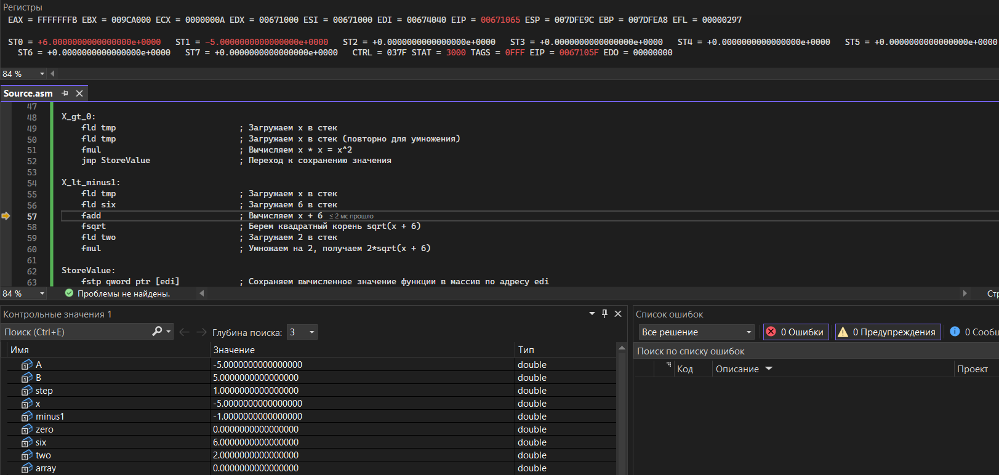 Регистры
EAX = FFFFFFFB EBX = 009CA000 ECX = 0000000A EDX = 00671000 ESI = 00671000 EDI = 00674040 EIP = 00671065 ESP = 007DFE9C EBP = 007DFEA8 EFL = 00000297
ST0 = +6.0000000000000000e+0000   ST1 = -5.0000000000000000e+0000   ST2 = +0.0000000000000000e+0000   ST3 = +0.0000000000000000e+0000   ST4 = +0.0000000000000000e+0000   ST5 = +0.0000000000000000e+0000
ST6 = +0.0000000000000000e+0000   ST7 = +0.0000000000000000e+0000   CTRL = 037F STAT = 3000 TAGS = 0FFF EIP = 0067105F EDO = 00000000
84 %
Source.asm
47
48 X_gt_0:
49 fld tmp ; Загружаем x в стек
50 fld tmp ; Загружаем x в стек (повторно для умножения)
51 fmul ; Вычисляем x * x = x^2
52 jmp StoreValue ; Переход к сохранению значения
53
54 X_lt_minus1:
55 fld tmp ; Загружаем x в стек
56 fld six ; Загружаем 6 в стек
57 fadd ; Вычисляем x + 6 ≤ 2 мс прошло
58 fsqrt ; Берем квадратный корень sqrt(x + 6)
59 fld two ; Загружаем 2 в стек
60 fmul ; Умножаем на 2, получаем 2*sqrt(x + 6)
61
62 StoreValue:
63 fstp qword ptr [edi] ; Сохраняем вычисленное значение функции в массив по адресу edi
84 % Проблемы не найдены. Стр
Контрольные значения 1
Поиск (Ctrl+E) Глубина поиска: 3
Имя Значение Тип
A -5.0000000000000000 double
B 5.0000000000000000 double
step 1.0000000000000000 double
x -5.0000000000000000 double
minus1 -1.0000000000000000 double
zero 0.0000000000000000 double
six 6.0000000000000000 double
two 2.0000000000000000 double
array 0.0000000000000000 double
Список ошибок
Все решение 0 Ошибки 0 Предупреждения 0 Сообщ
Поиск по списку ошибок
Код Описание Проект